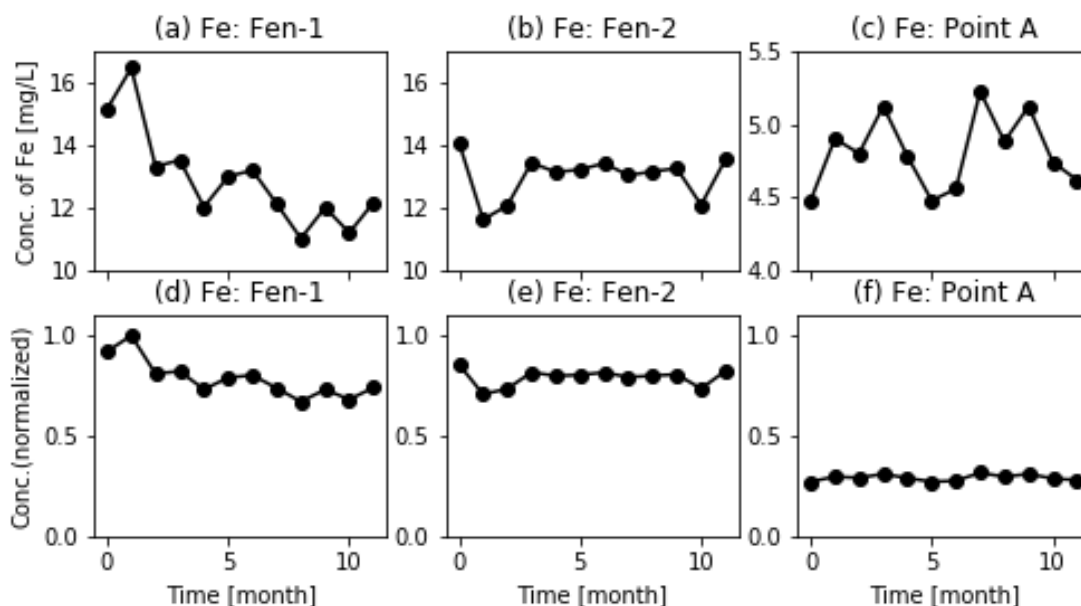 (a) Fe: Fen-1
(b) Fe: Fen-2
(c) Fe: Point A
Conc. of Fe [mg/L]
16
14
12
10
16
14
12
10
5.5
5.0
4.5
4.0
(d) Fe: Fen-1
(e) Fe: Fen-2
(f) Fe: Point A
Conc.(normalized)
1.0
0.5
0.0
1.0
0.5
0.0
1.0
0.5
0.0
0 5 10
0 5 10
0 5 10
Time [month]
Time [month]
Time [month]